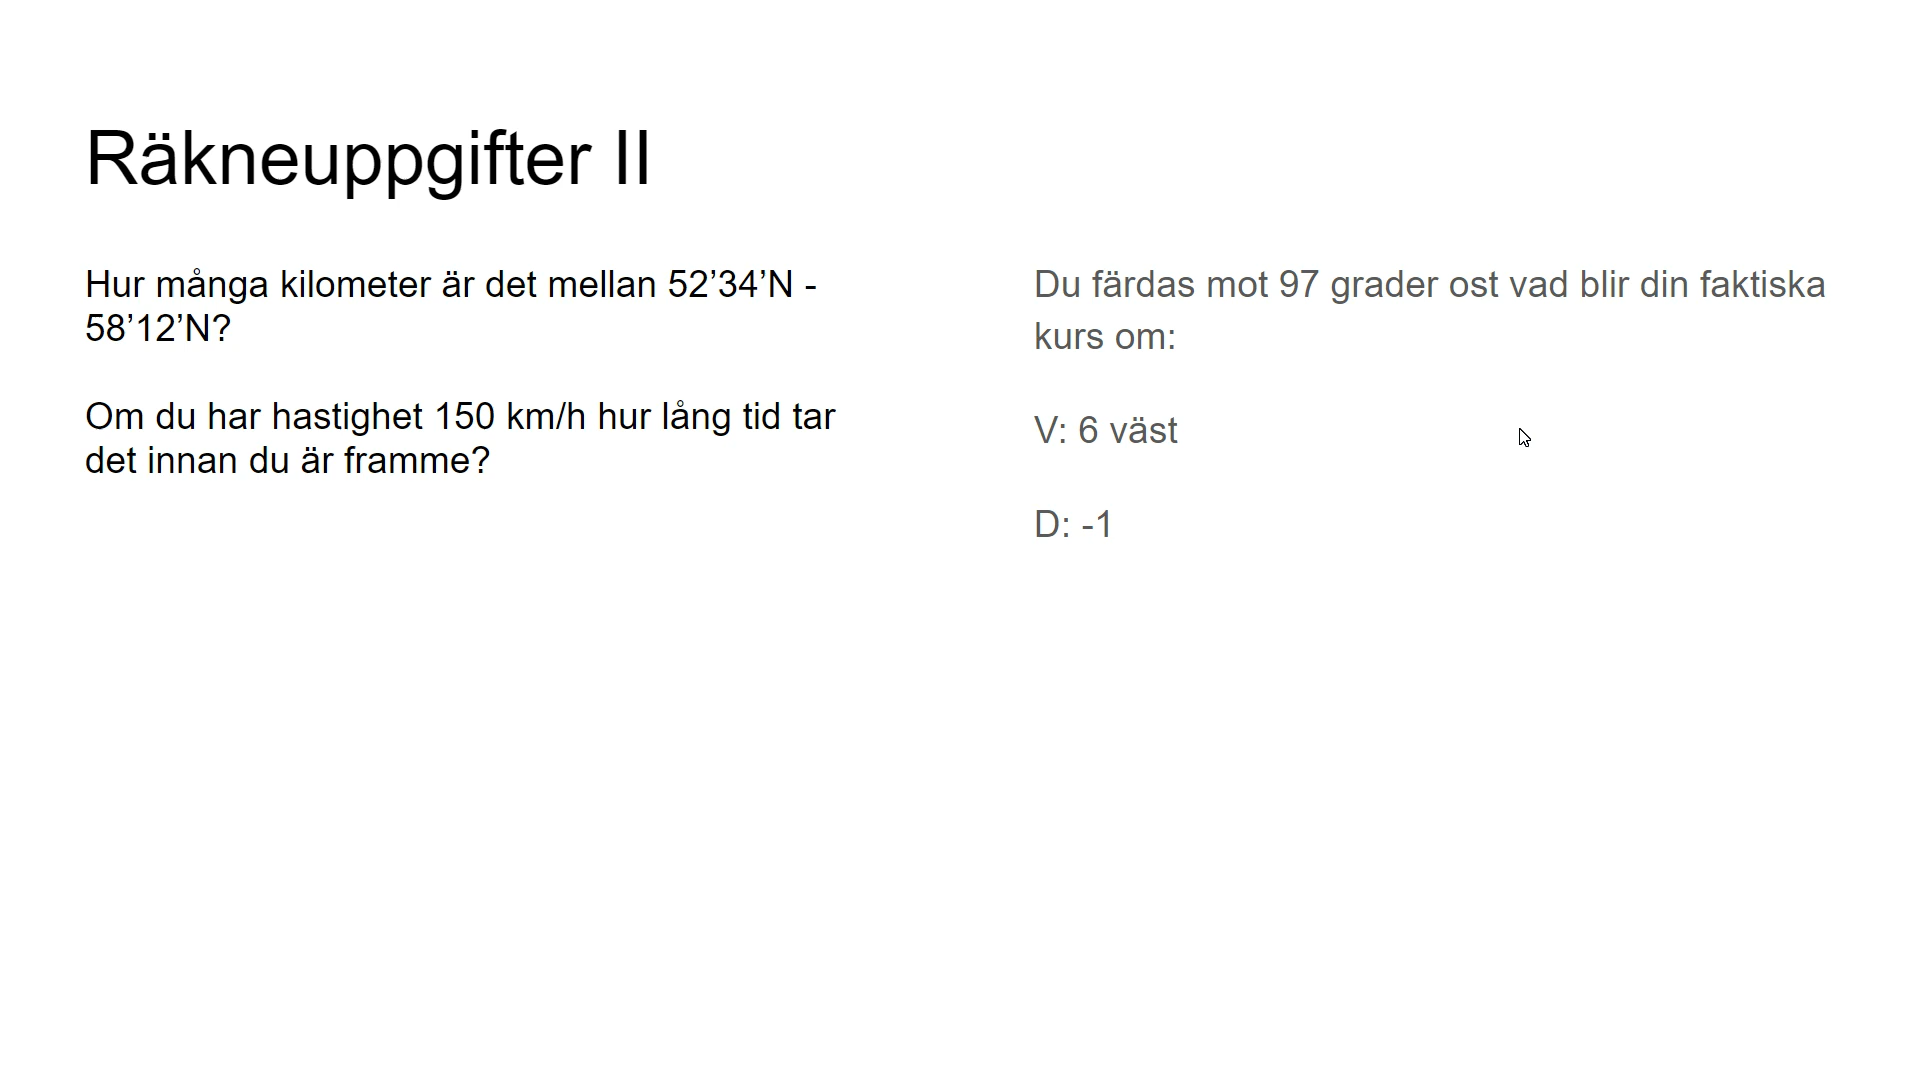 Räkneuppgifter II
Hur många kilometer är det mellan 52’34’N -
58’12’N?
Om du har hastighet 150 km/h hur lång tid tar
det innan du är framme?
Du färdas mot 97 grader ost vad blir din faktiska
kurs om:
V: 6 väst
D: -1